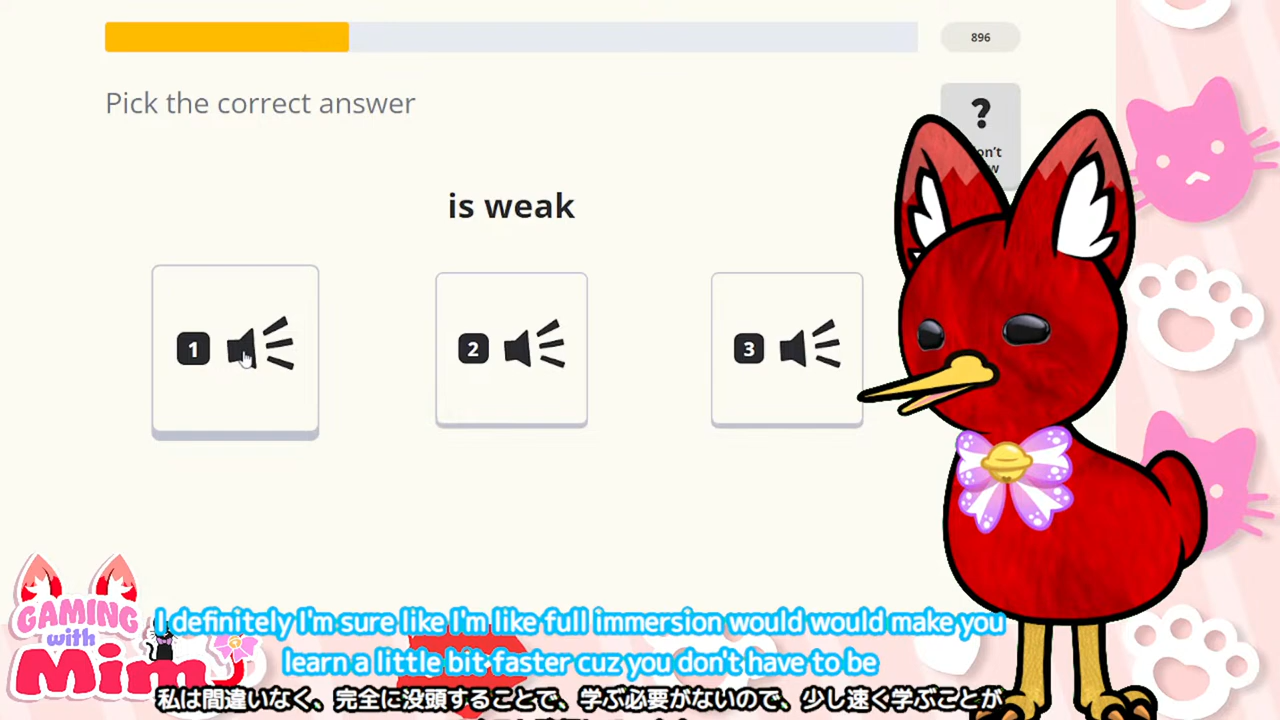 896
Pick the correct answer
?
is weak
1
2
3
GAMING
with
Mim
I definitely I'm sure like I'm like full immersion would would make you
learn a little bit faster cuz you don't have to be
私は間違いなく、完全に没頭することで、学ぶ必要がないので、少し速く学ぶことが